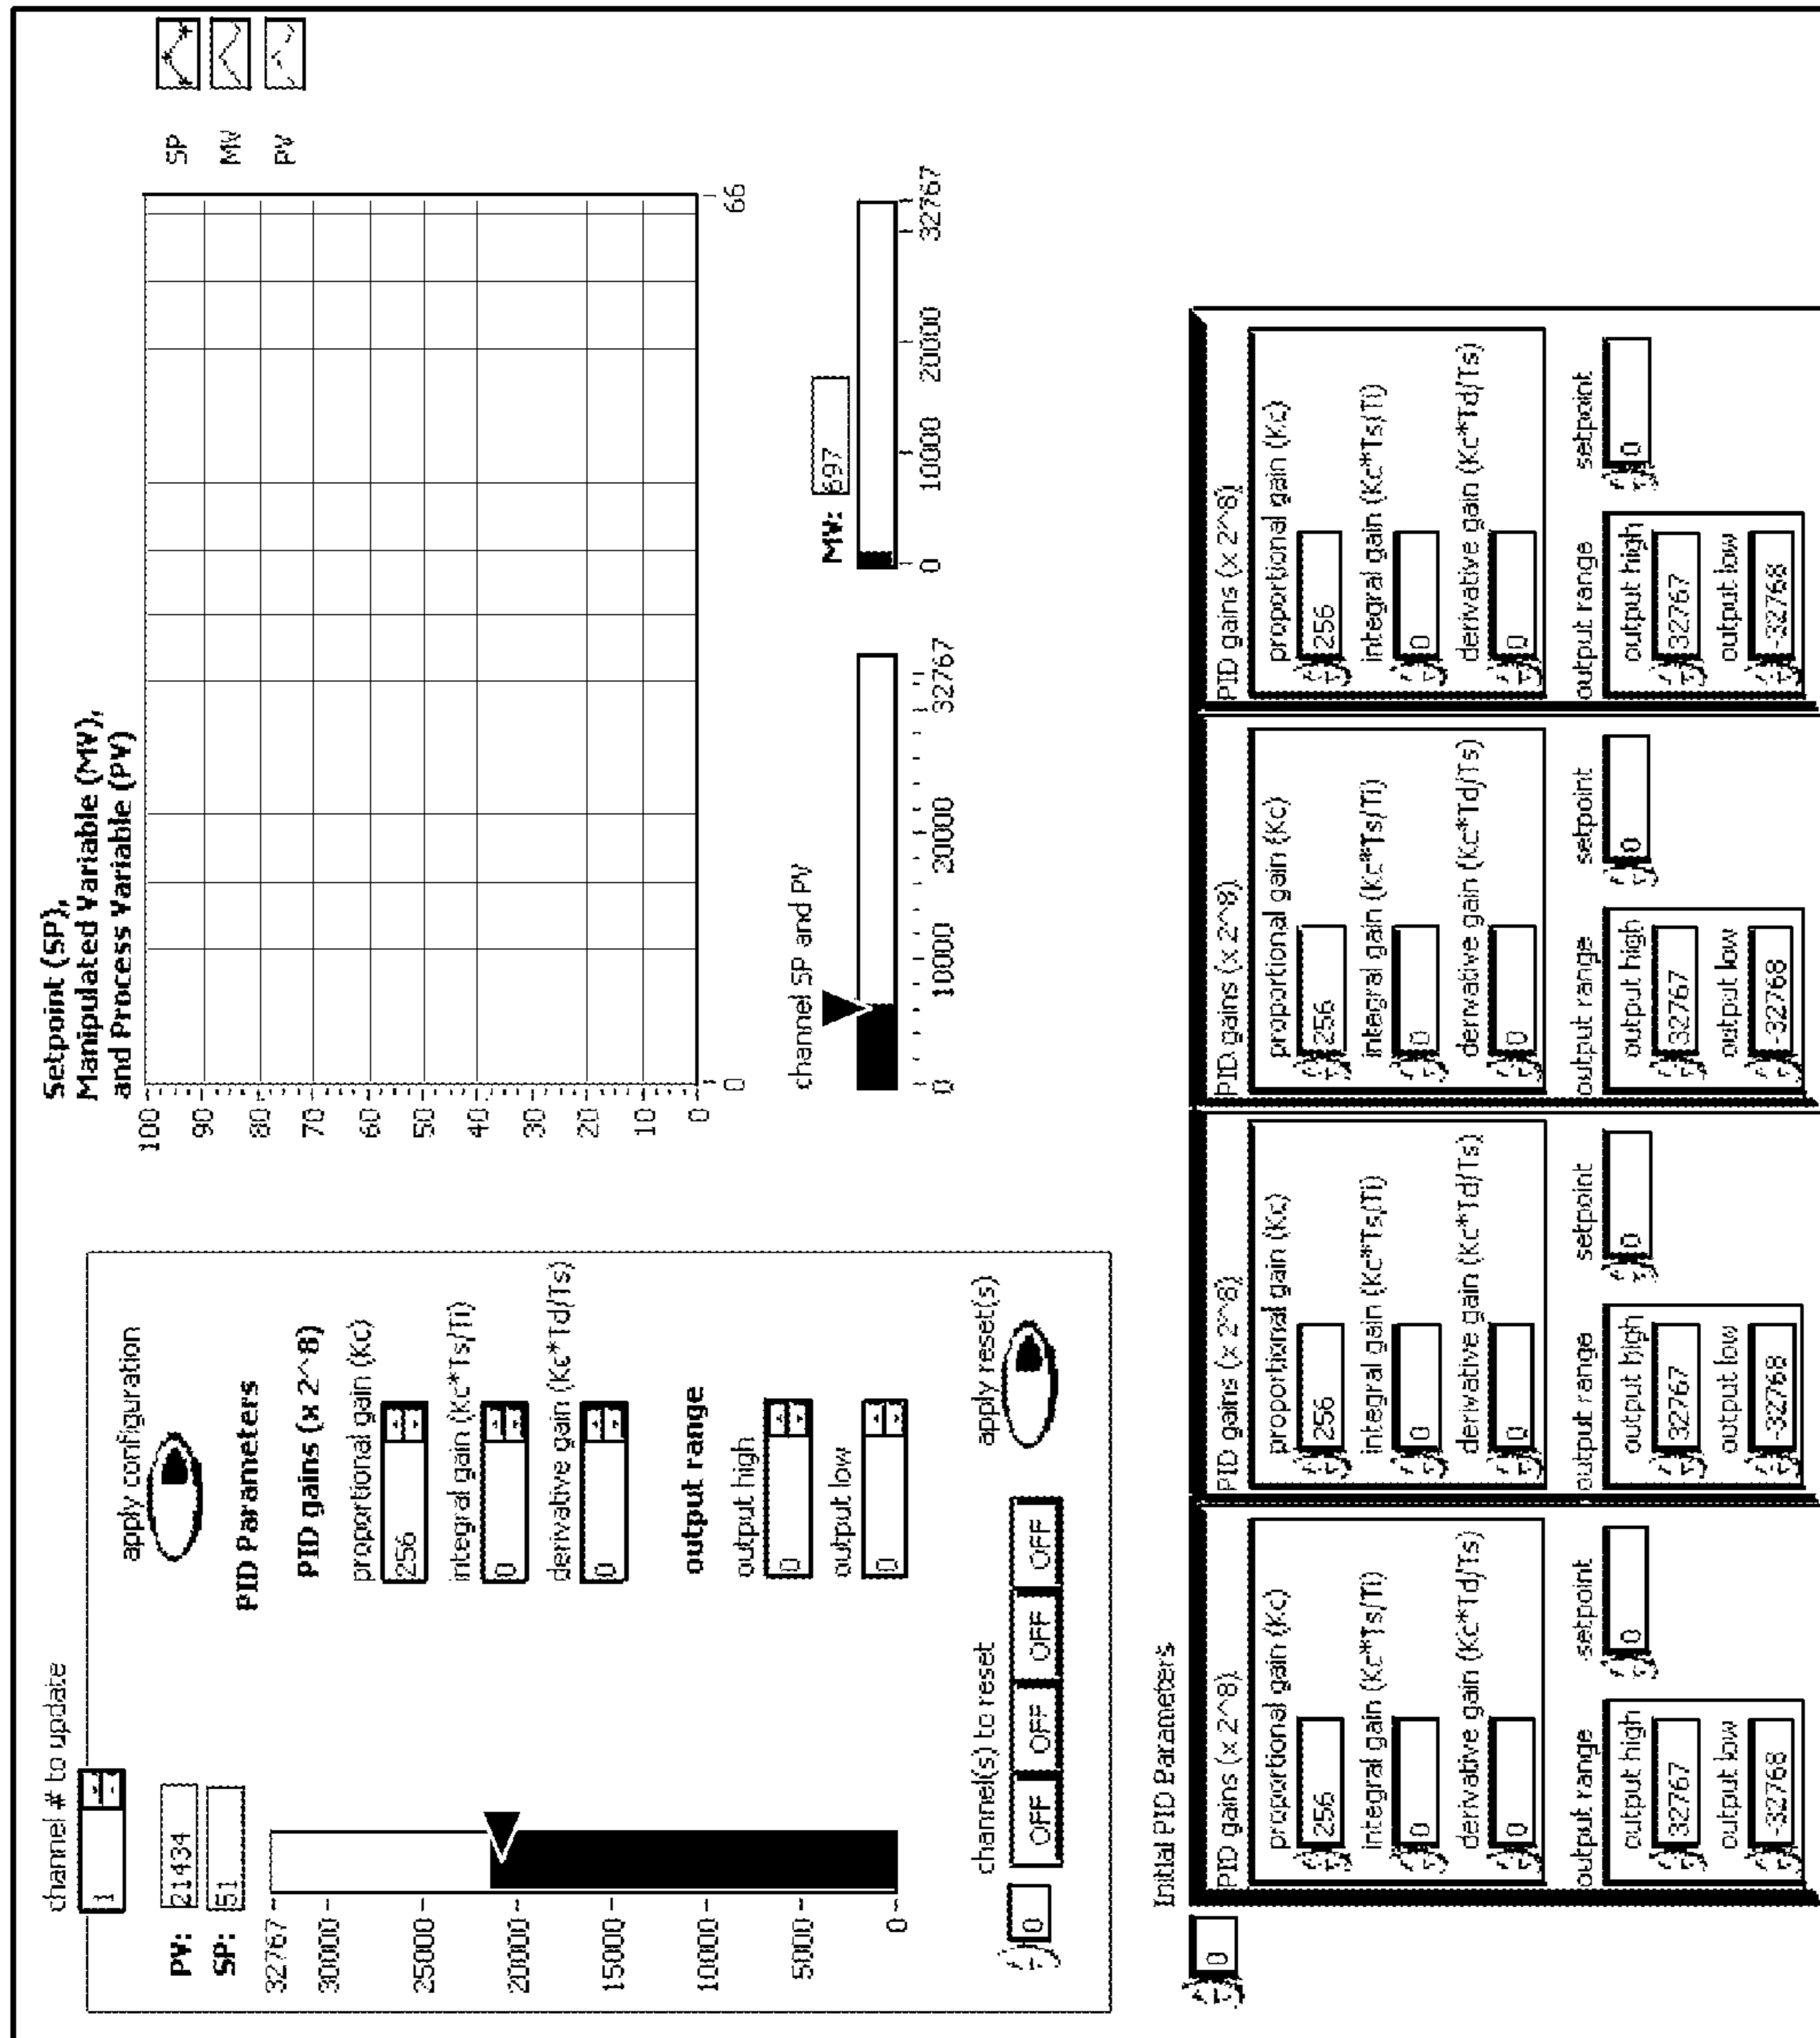 channel # to update
1
apply configuration
PV: 21434
SP: 51
32767
30000
25000
20000
15000
10000
5000
0
PID Parameters
PID gains (x 2^8)
proportional gain (Kc)
256
integral gain (Kc*Ts/Ti)
0
derivative gain (Kc*Td/Ts)
0
output range
output high
0
output low
0
channel(s) to reset
0
OFF OFF OFF OFF
apply reset(s)
Setpoint (SP),
Manipulated Variable (MV),
and Process Variable (PV)
SP
MV
PV
100
90
80
70
60
50
40
30
20
10
0
0 66
channel SP and PV
0 10000 20000 32767
MV: 697
0 10000 20000 32767
Initial PID Parameters
0
PID gains (x 2^8)
proportional gain (Kc)
256
integral gain (Kc*Ts/Ti)
0
derivative gain (Kc*Td/Ts)
0
output range
output high
32767
output low
-32768
setpoint
0
PID gains (x 2^8)
proportional gain (Kc)
256
integral gain (Kc*Ts/Ti)
0
derivative gain (Kc*Td/Ts)
0
output range
output high
32767
output low
-32768
setpoint
0
PID gains (x 2^8)
proportional gain (Kc)
256
integral gain (Kc*Ts/Ti)
0
derivative gain (Kc*Td/Ts)
0
output range
output high
32767
output low
-32768
setpoint
0
PID gains (x 2^8)
proportional gain (Kc)
256
integral gain (Kc*Ts/Ti)
0
derivative gain (Kc*Td/Ts)
0
output range
output high
32767
output low
-32768
setpoint
0